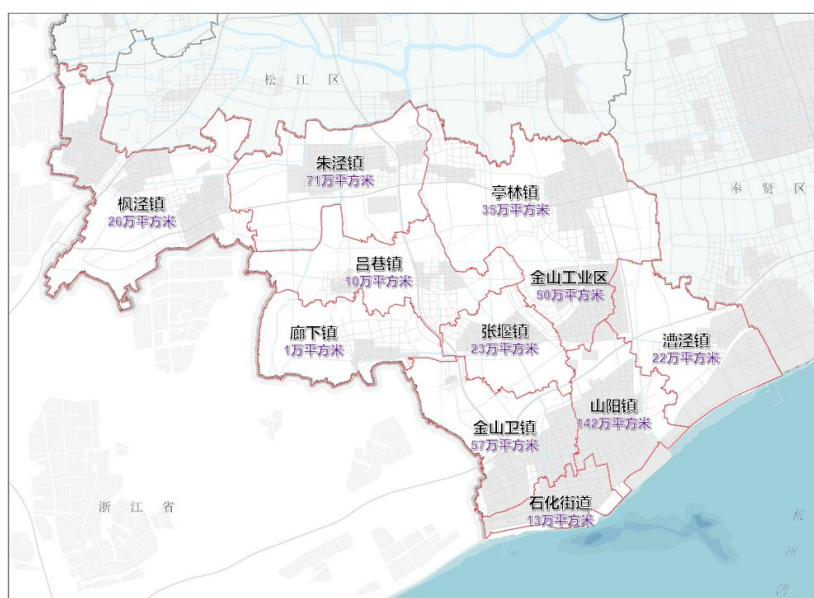 松江区
朱泾镇
71万平方米
亭林镇
35万平方米
奉贤区
枫泾镇
26万平方米
吕巷镇
10万平方米
金山工业区
50万平方米
廊下镇
1万平方米
张堰镇
23万平方米
漕泾镇
22万平方米
山阳镇
142万平方米
金山卫镇
57万平方米
石化街道
13万平方米
浙江省
杭州湾